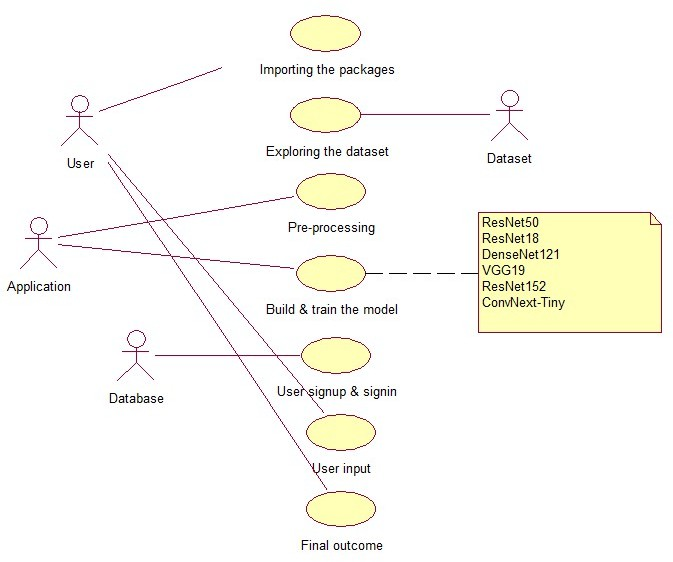 Importing the packages
User
Exploring the dataset
Dataset
Pre-processing
Application
Build & train the model
ResNet50
ResNet18
DenseNet121
VGG19
ResNet152
ConvNext-Tiny
Database
User signup & signin
User input
Final outcome